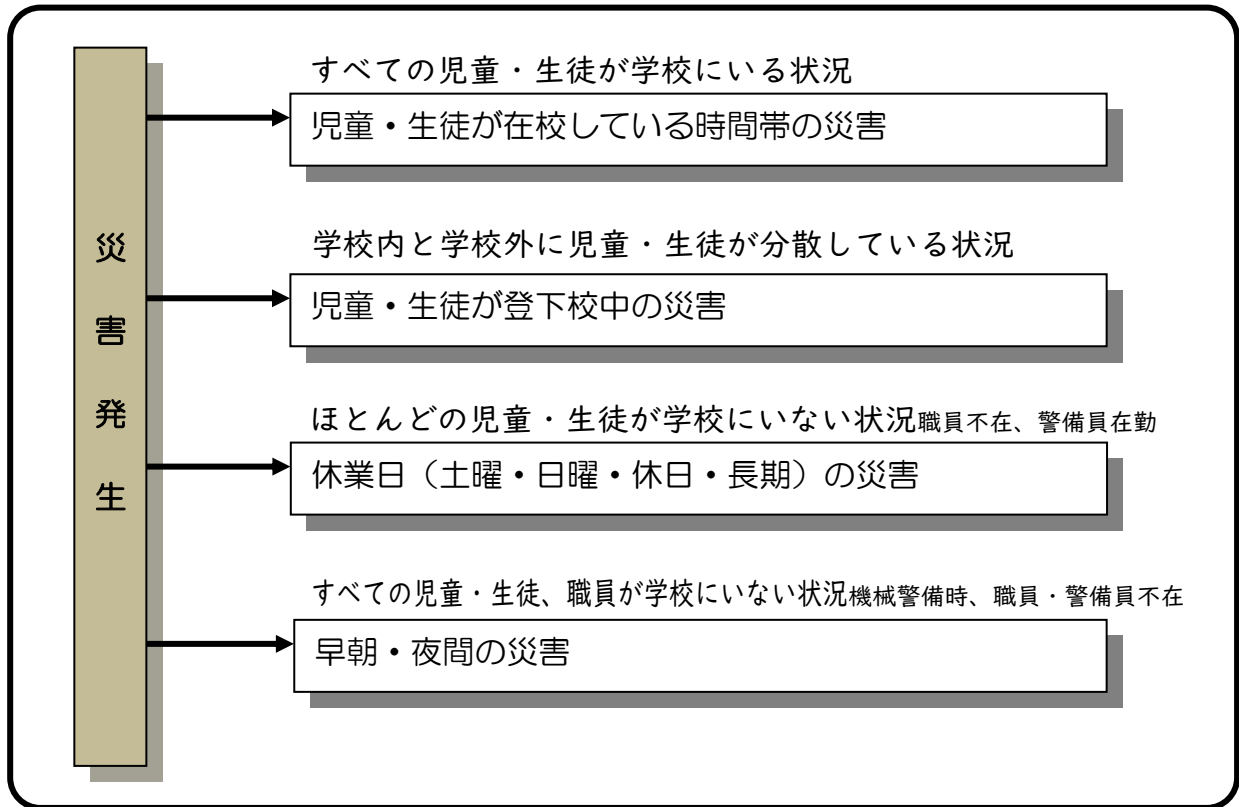 災害発生
すべての児童・生徒が学校にいる状況
児童・生徒が在校している時間帯の災害
学校内と学校外に児童・生徒が分散している状況
児童・生徒が登下校中の災害
ほとんどの児童・生徒が学校にいない状況職員不在、警備員在勤
休業日（土曜・日曜・休日・長期）の災害
すべての児童・生徒、職員が学校にいない状況機械警備時、職員・警備員不在
早朝・夜間の災害